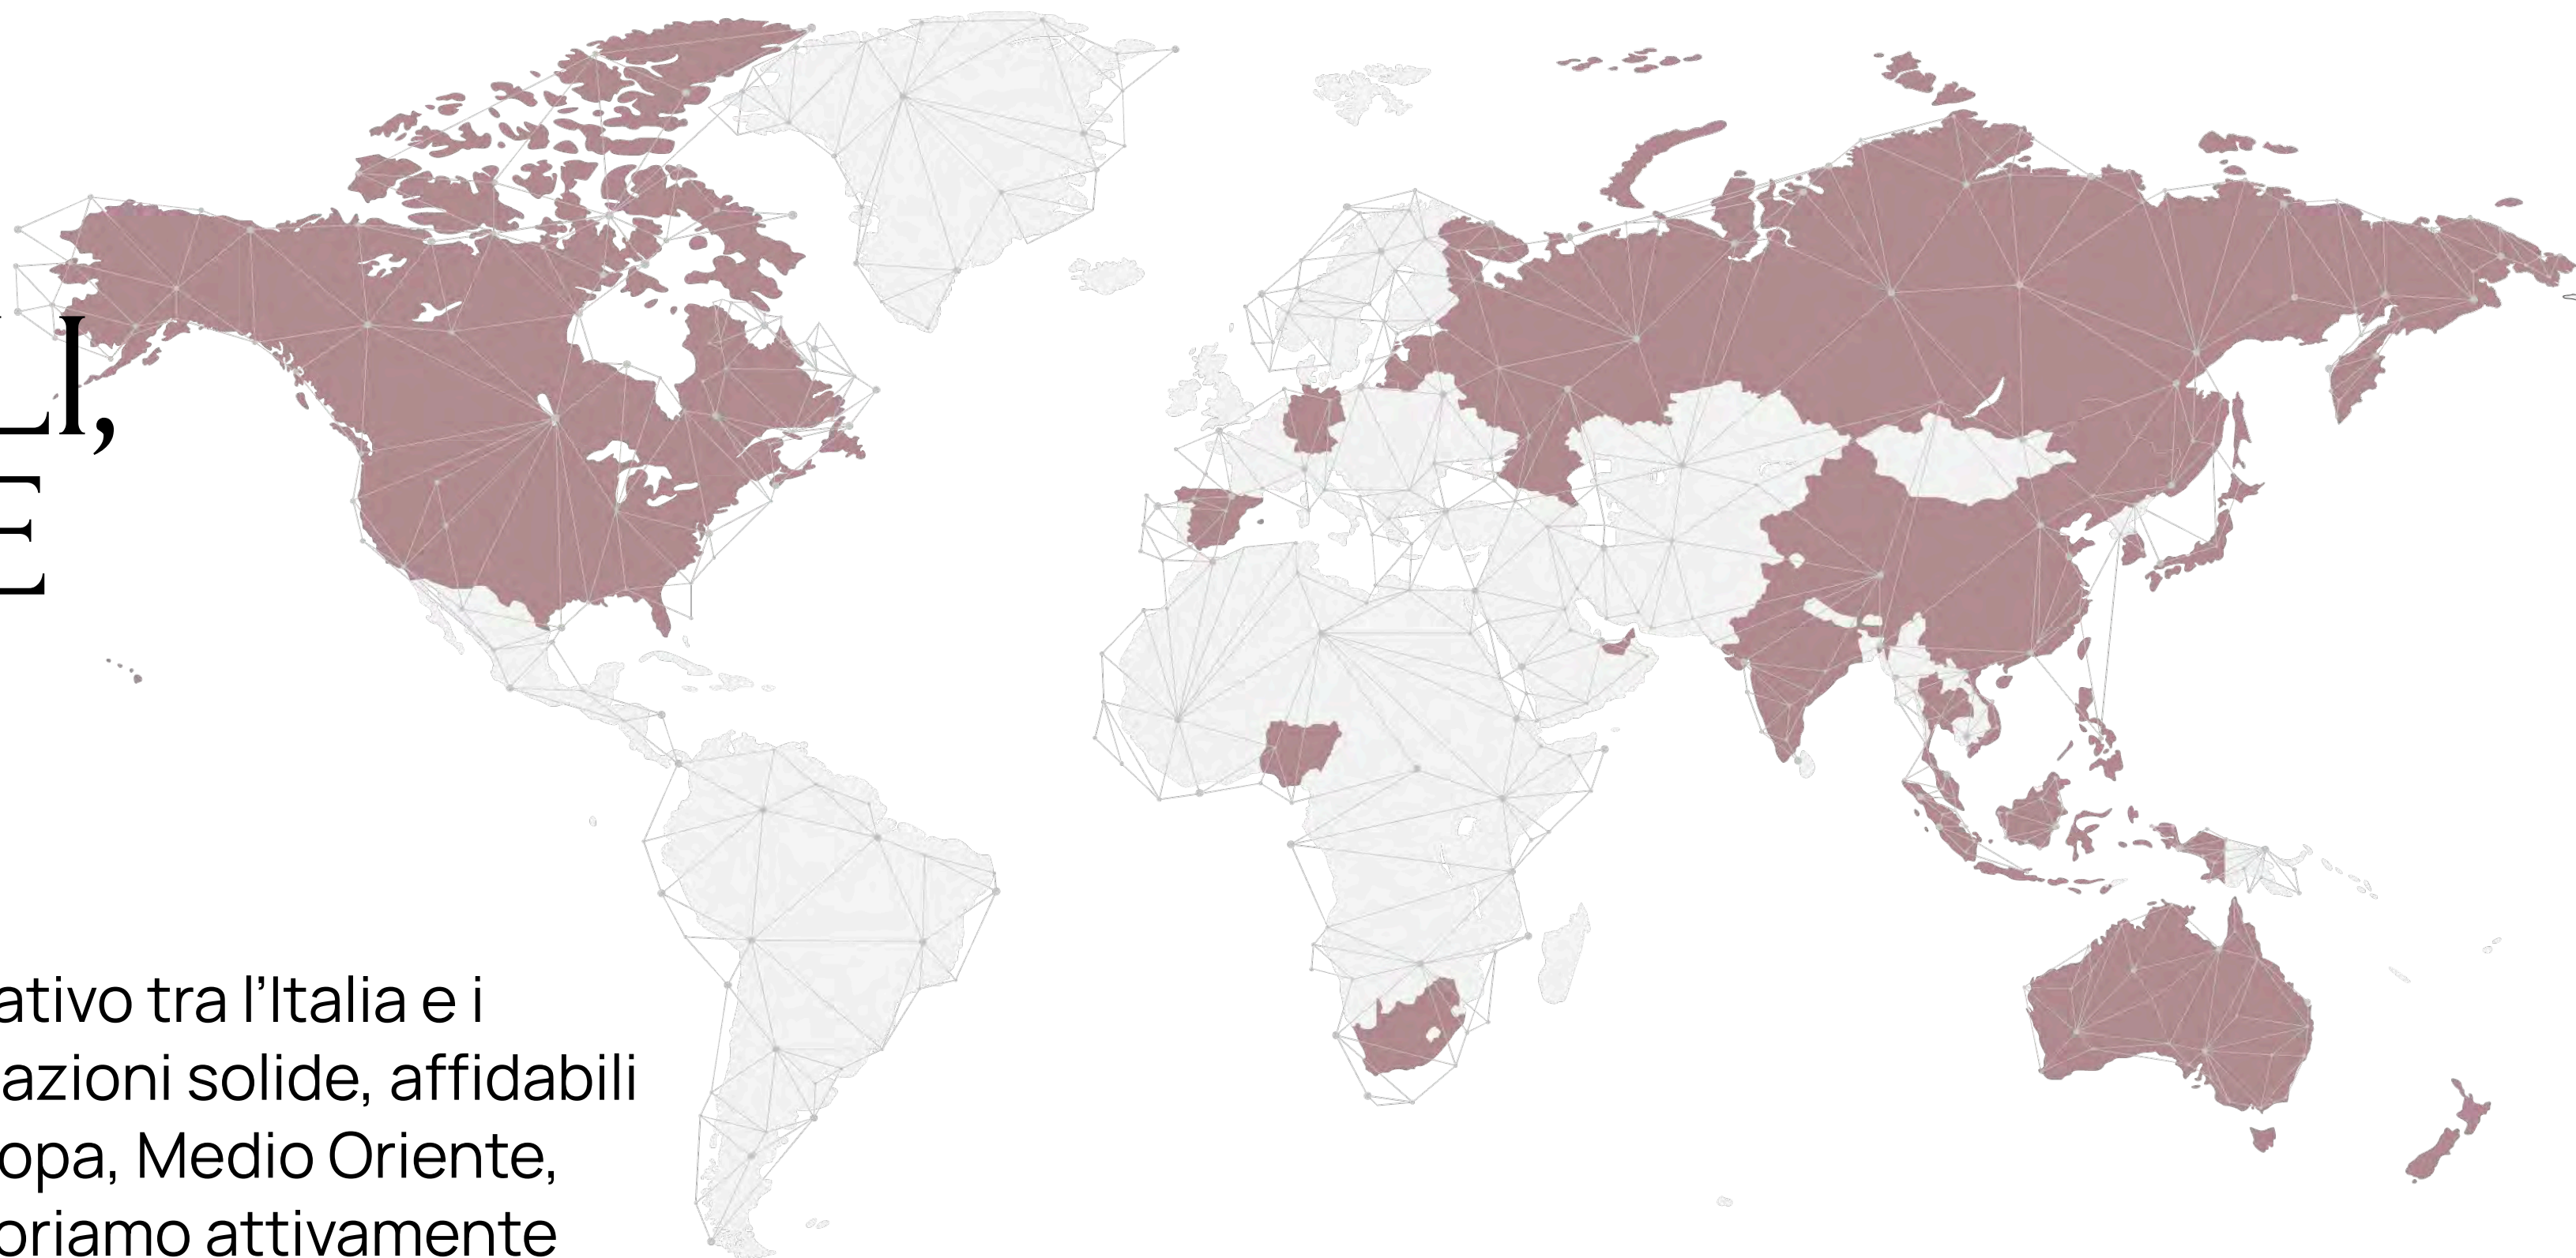 LI,
E
ativo tra l'Italia e i
azioni solide, affidabili
opa, Medio Oriente,
oriamo attivamente